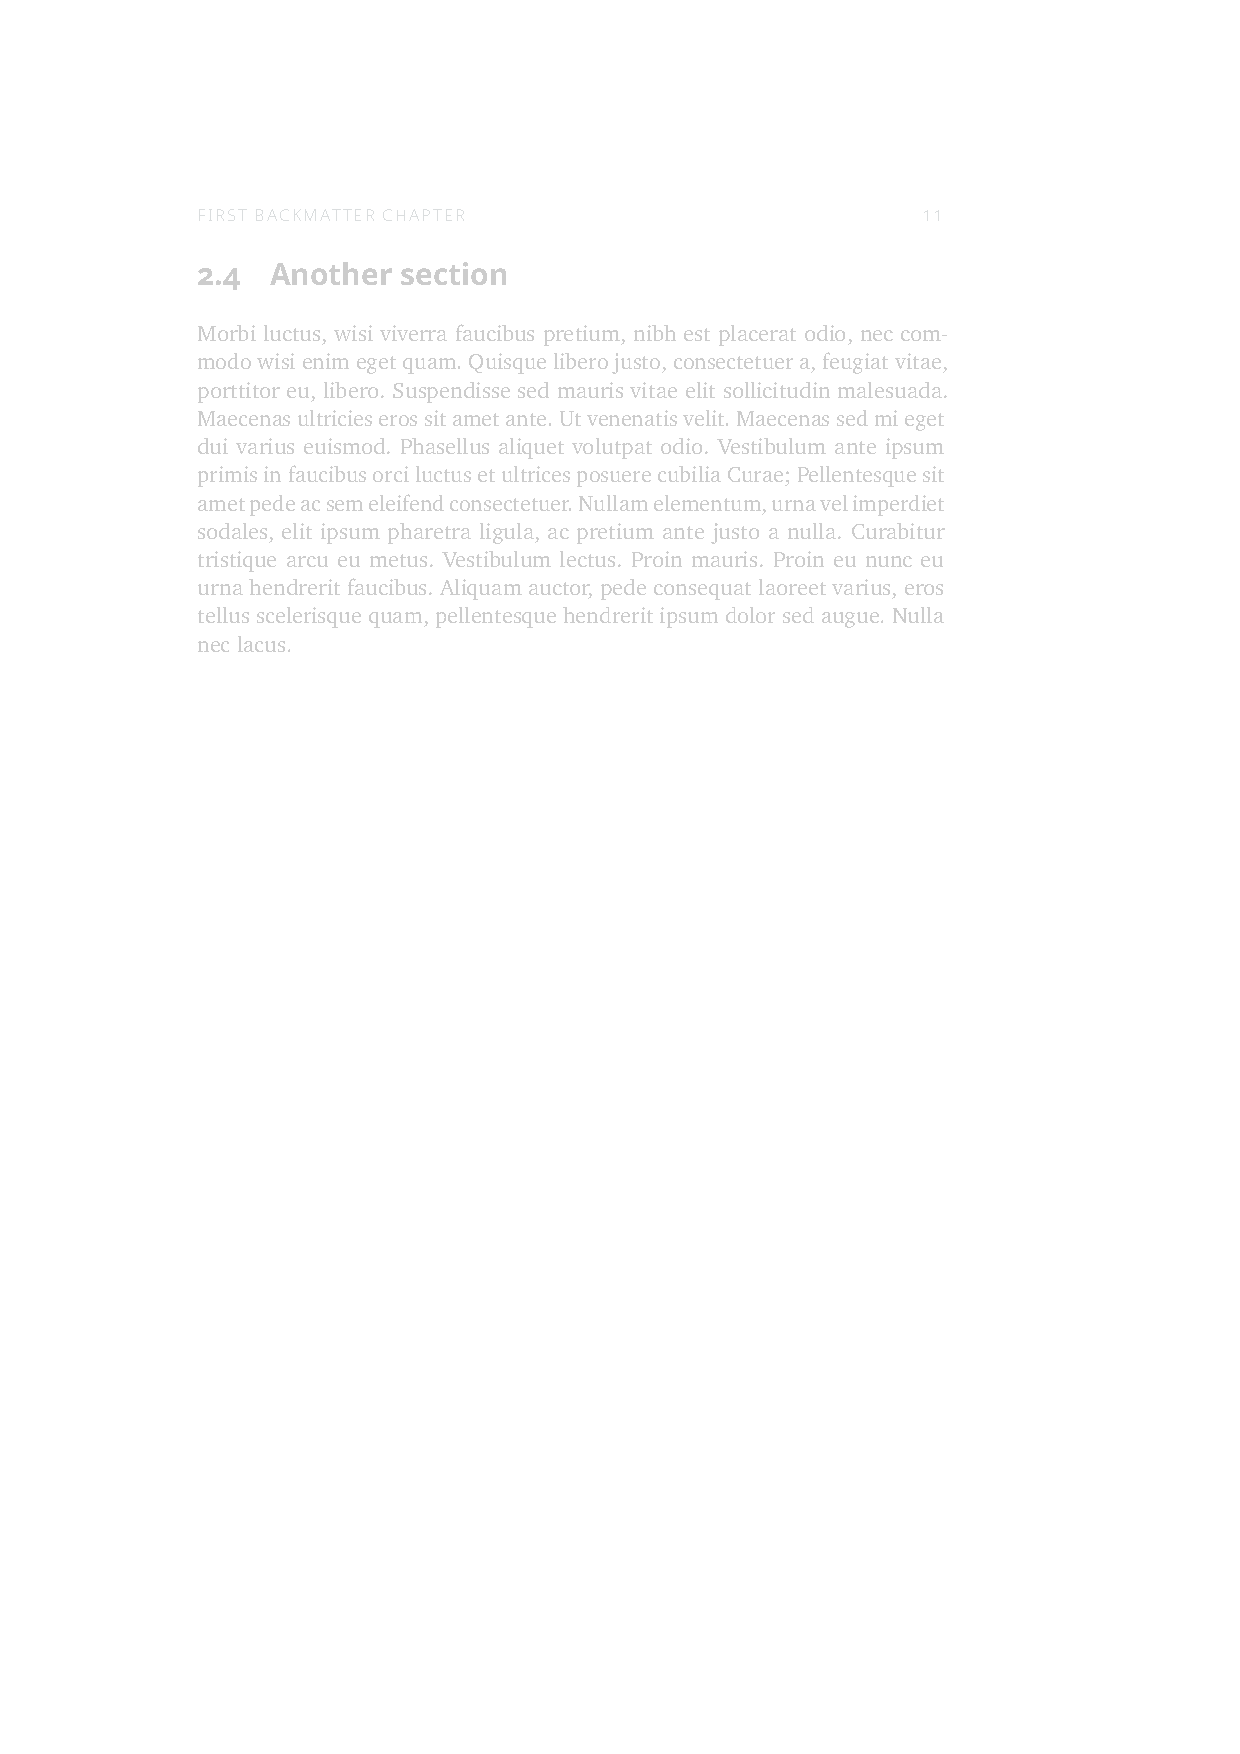 FIRST BACKMATTER CHAPTER 11
2.4 Another section
Morbi luctus, wisi viverra faucibus pretium, nibh est placerat odio, nec com-
modo wisi enim eget quam. Quisque libero justo, consectetuer a, feugiat vitae,
porttitor eu, libero. Suspendisse sed mauris vitae elit sollicitudin malesuada.
Maecenas ultricies eros sit amet ante. Ut venenatis velit. Maecenas sed mi eget
dui varius euismod. Phasellus aliquet volutpat odio. Vestibulum ante ipsum
primis in faucibus orci luctus et ultrices posuere cubilia Curae; Pellentesque sit
amet pede ac sem eleifend consectetuer. Nullam elementum, urna vel imperdiet
sodales, elit ipsum pharetra ligula, ac pretium ante justo a nulla. Curabitur
tristique arcu eu metus. Vestibulum lectus. Proin mauris. Proin eu nunc eu
urna hendrerit faucibus. Aliquam auctor, pede consequat laoreet varius, eros
tellus scelerisque quam, pellentesque hendrerit ipsum dolor sed augue. Nulla
nec lacus.